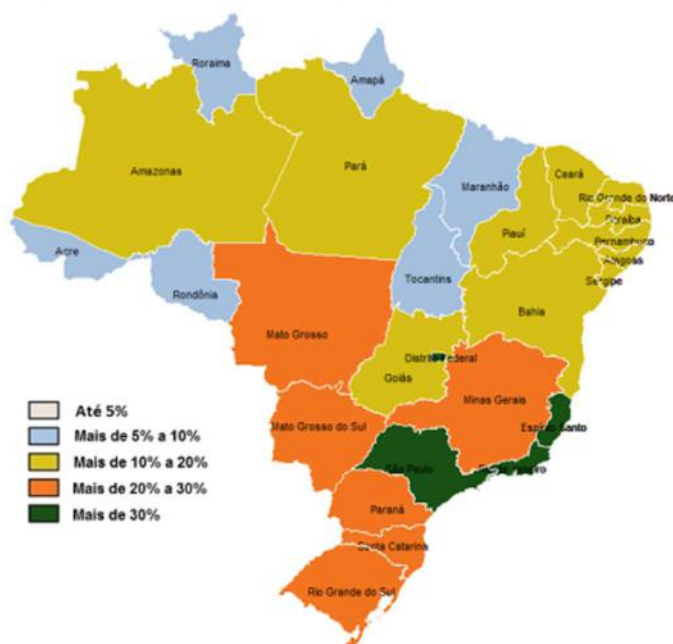 Roraima
Amapá
Amazonas
Pará
Maranhão
Ceará
Rio Grande do Norte
Paraíba
Piauí
Pernambuco
Alagoas
Sergipe
Acre
Rondônia
Tocantins
Bahia
Mato Grosso
Distrito Federal
Goiás
Minas Gerais
Mato Grosso do Sul
Espírito Santo
São Paulo
Rio de Janeiro
Paraná
Santa Catarina
Rio Grande do Sul
Até 5%
Mais de 5% a 10%
Mais de 10% a 20%
Mais de 20% a 30%
Mais de 30%